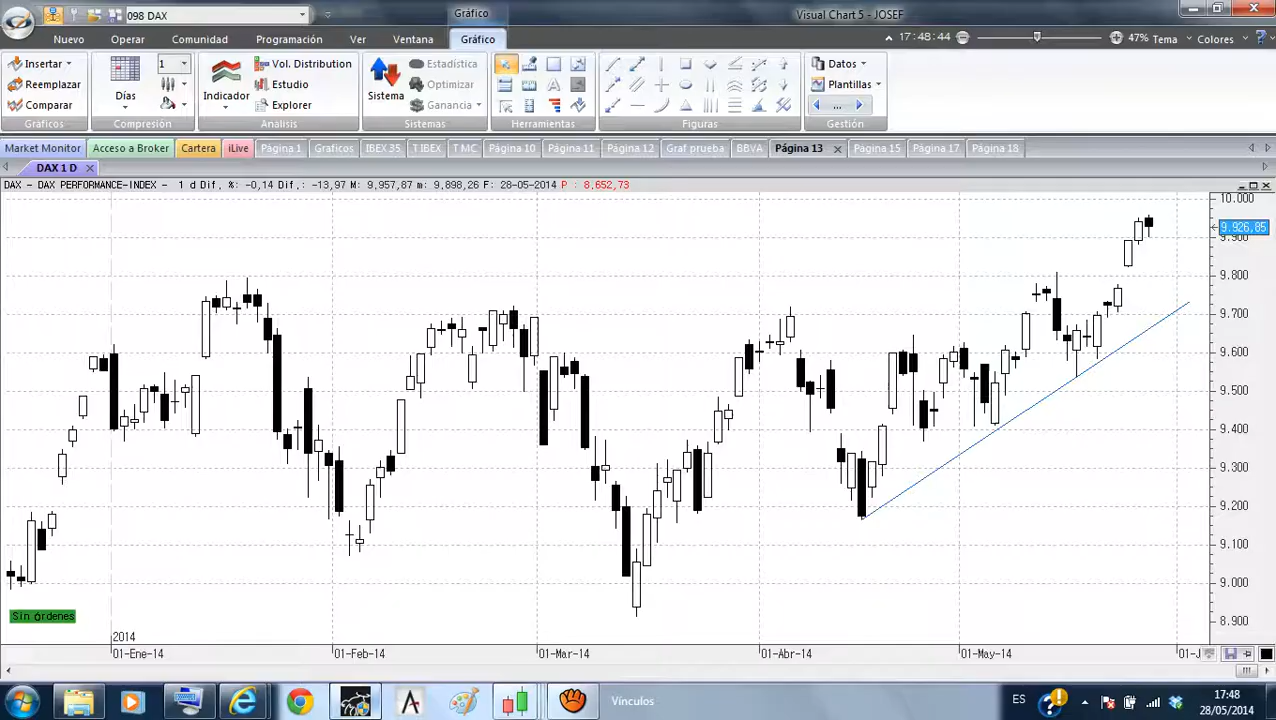 098 DAX
Gráfico
Visual Chart 5 - JOSEF
Nuevo Operar Comunidad Programación Ver Ventana Gráfico
17:48:44 47% Tema Colores
Insertar
Reemplazar
Comparar
Gráficos
1
Días
Compresión
Indicador
Vol. Distribution
Estudio
Explorer
Análisis
Sistema
Estadística
Optimizar
Ganancia
Sistemas
Herramientas
Figuras
Datos
Plantillas
...
Gestión
Market Monitor Acceso a Broker Cartera iLive Página 1 Graficos IBEX 35 T IBEX T MC Página 10 Página 11 Página 12 Graf prueba BBVA Página 13 Página 15 Página 17 Página 18
DAX 1 D
DAX - DAX PERFORMANCE-INDEX - 1 d Dif, %: -0,14 Dif,: -13,97 M: 9,957,87 m: 9,898,26 F: 28-05-2014 P : 8,652,73
10.000
9.926,85
9.900
9.800
9.700
9.600
9.500
9.400
9.300
9.200
9.100
9.000
8.900
Sin órdenes
2014
01-Ene-14 01-Feb-14 01-Mar-14 01-Abr-14 01-May-14 01-J
Vínculos
ES
17:48
28/05/2014